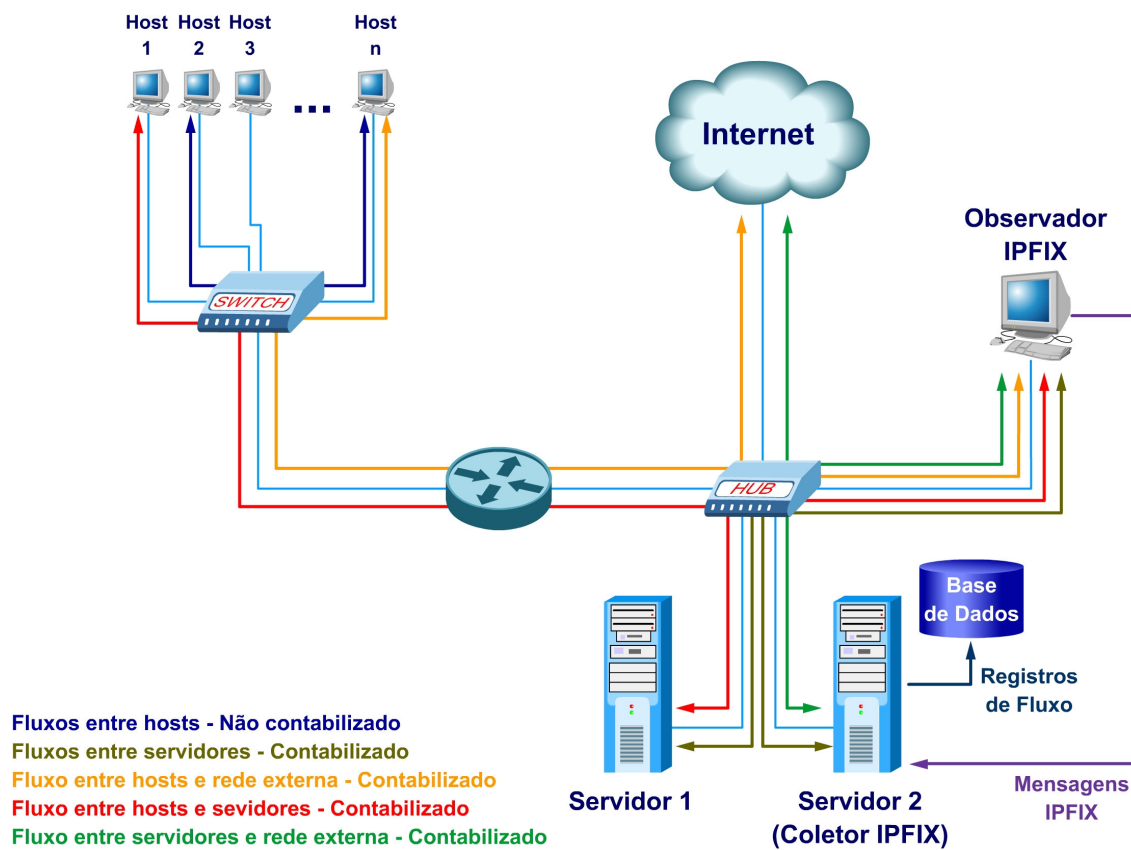 Host
1
Host
2
Host
3
Host
n
...
Internet
Observador
IPFIX
SWITCH
HUB
Base
de Dados
Registros
de Fluxo
Fluxos entre hosts - Não contabilizado
Fluxos entre servidores - Contabilizado
Fluxo entre hosts e rede externa - Contabilizado
Fluxo entre hosts e sevidores - Contabilizado
Fluxo entre servidores e rede externa - Contabilizado
Servidor 1
Servidor 2
(Coletor IPFIX)
Mensagens
IPFIX